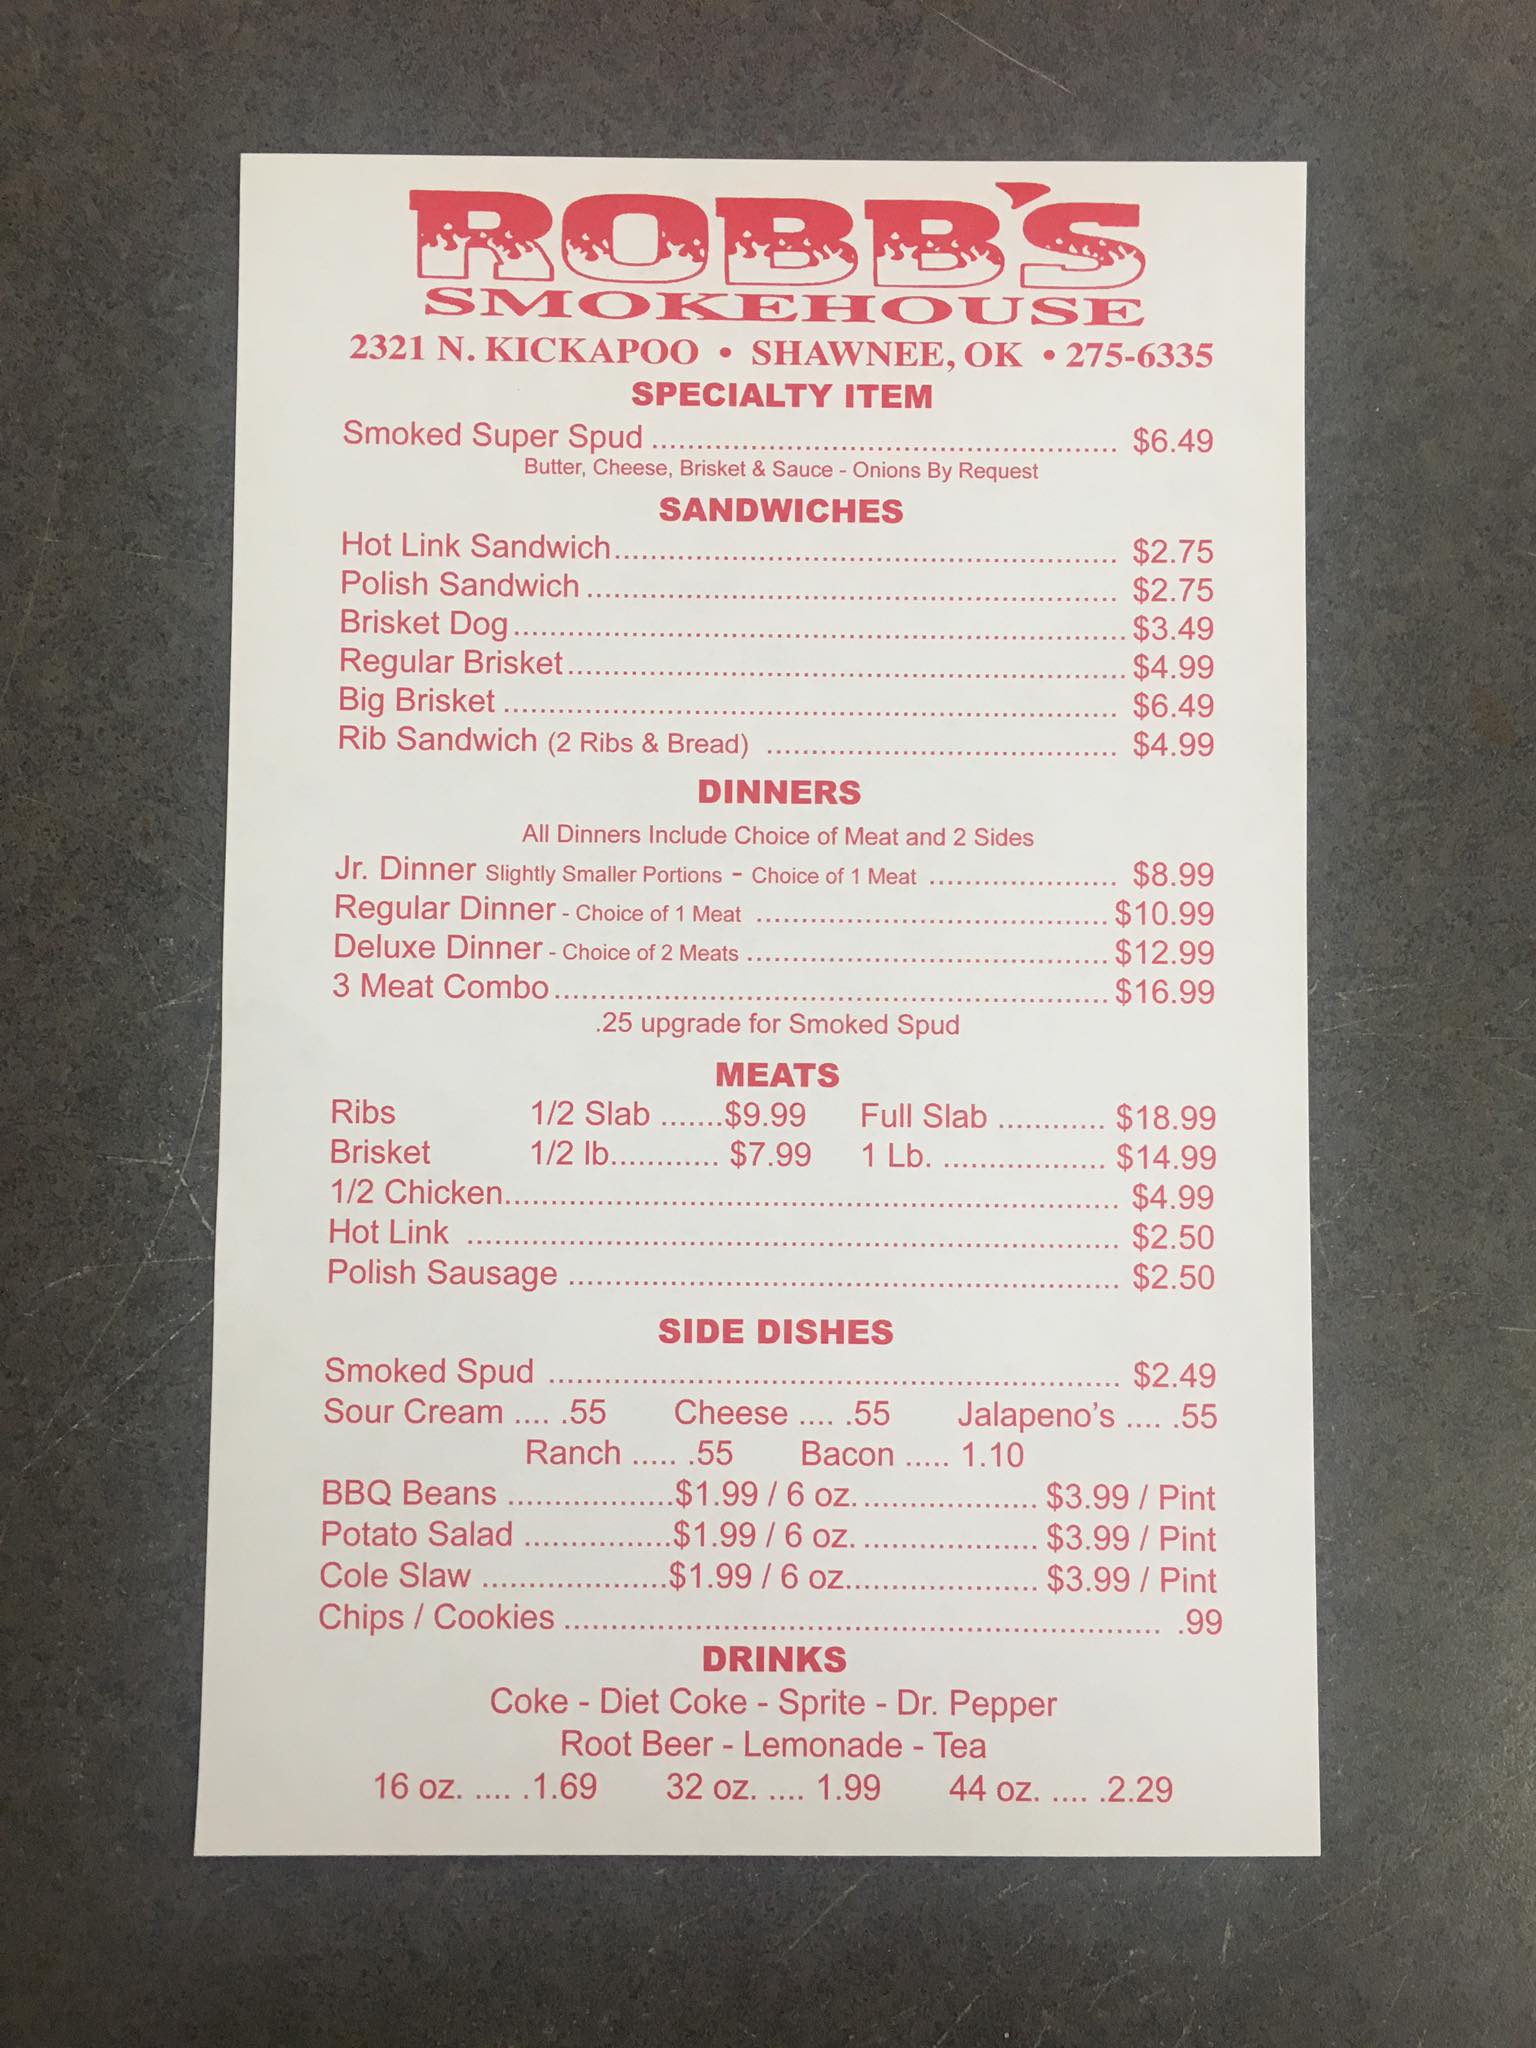 ROBB'S
SMOKEHOUSE
2321 N. KICKAPOO • SHAWNEE, OK • 275-6335
SPECIALTY ITEM
Smoked Super Spud .................................................... $6.49
Butter, Cheese, Brisket & Sauce - Onions By Request
SANDWICHES
Hot Link Sandwich........................................................ $2.75
Polish Sandwich ........................................................... $2.75
Brisket Dog.................................................................... $3.49
Regular Brisket.............................................................. $4.99
Big Brisket .................................................................... $6.49
Rib Sandwich (2 Ribs & Bread) ....................................... $4.99
DINNERS
All Dinners Include Choice of Meat and 2 Sides
Jr. Dinner Slightly Smaller Portions - Choice of 1 Meat ..................... $8.99
Regular Dinner - Choice of 1 Meat ....................................... $10.99
Deluxe Dinner - Choice of 2 Meats ........................................ $12.99
3 Meat Combo.............................................................. $16.99
.25 upgrade for Smoked Spud
MEATS
Ribs 1/2 Slab .......$9.99 Full Slab ............ $18.99
Brisket 1/2 lb............ $7.99 1 Lb. .................. $14.99
1/2 Chicken.................................................................... $4.99
Hot Link ........................................................................ $2.50
Polish Sausage ............................................................. $2.50
SIDE DISHES
Smoked Spud ................................................................ $2.49
Sour Cream .... .55 Cheese .... .55 Jalapeno's .... .55
Ranch ..... .55 Bacon ..... 1.10
BBQ Beans ..................$1.99 / 6 oz. ................... $3.99 / Pint
Potato Salad ................$1.99 / 6 oz. ................... $3.99 / Pint
Cole Slaw ....................$1.99 / 6 oz..................... $3.99 / Pint
Chips / Cookies .................................................................. .99
DRINKS
Coke - Diet Coke - Sprite - Dr. Pepper
Root Beer - Lemonade - Tea
16 oz. .... .1.69 32 oz. .... 1.99 44 oz. .... .2.29